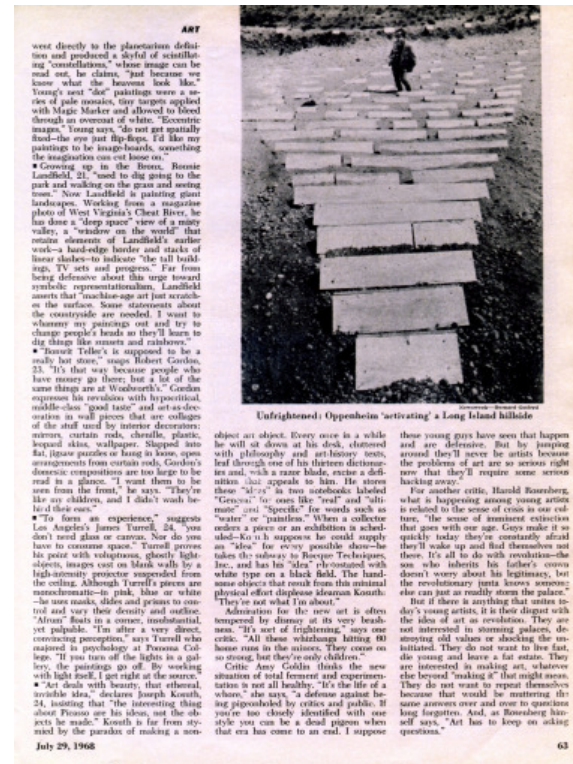 ART
went directly to the planetarium defini-
tion and produced a skyful of scintillat-
ing "constellations," whose image can be
read out, he claims, "just because we
know what the heavens look like."
Young's next "dot" paintings were a se-
ries of pale mosaics, tiny targets applied
with Magic Marker and allowed to bleed
through an overcoat of white. "Eccentric
images," Young says, "do not get spatially
fixed—the eye just flip-flops. I'd like my
paintings to be image-hoards, something
the imagination can cut loose on."
■ Growing up in the Bronx, Ronnie
Landfield, 21, "used to dig going to the
park and walking on the grass and seeing
trees." Now Landfield is painting giant
landscapes. Working from a magazine
photo of West Virginia's Cheat River, he
has done a "deep space" view of a misty
valley, a "window on the world" that
retains elements of Landfield's earlier
work—a hard-edge border and stacks of
linear slashes—to indicate "the tall build-
ings, TV sets and progress." Far from
being defensive about this urge toward
symbolic representationalism, Landfield
asserts that "machine-age art just scratch-
es the surface. Some statements about
the countryside are needed. I want to
whammy my paintings out and try to
change people's heads so they'll learn to
dig things like sunsets and rainbows."
■ "Bonwit Teller's is supposed to be a
really hot store," snaps Robert Gordon,
23. "It's that way because people who
have money go there; but a lot of the
same things are at Woolworth's." Gordon
expresses his revulsion with hypocritical,
middle-class "good taste" and art-as-dec-
oration in wall pieces that are collages
of the stuff used by interior decorators:
mirrors, curtain rods, chenille, plastic,
leopard skins, wallpaper. Slapped into
flat, jigsaw puzzles or hung in loose, open
arrangements from curtain rods, Gordon's
domestic compositions are too large to be
read in a glance. "I want them to be
seen from the front," he says. "They're
like my children, and I didn't wash be-
hind their ears."
■ "To form an experience," suggests
Los Angeles's James Turrell, 24, "you
don't need glass or canvas. Nor do you
have to consume space." Turrell proves
his point with voluptuous, ghostly light-
objects, images cast on blank walls by a
high-intensity projector suspended from
the ceiling. Although Turrell's pieces are
monochromatic—in pink, blue or white
—he uses masks, slides and prisms to con-
trol and vary their density and outline.
"Afrum" floats in a corner, insubstantial,
yet palpable. "I'm after a very direct,
convincing perception," says Turrell who
majored in psychology at Pomona Col-
lege. "If you turn off the lights in a gal-
lery, the paintings go off. By working
with light itself, I get right at the source."
■ "Art deals with beauty, that ethereal,
invisible idea," declares Joseph Kosuth,
24, insisting that "the interesting thing
about Picasso are his ideas, not the ob-
jects he made." Kosuth is far from sty-
mied by the paradox of making a non-
Newsweek—Bernard Gotfryd
Unfrightened: Oppenheim 'activating' a Long Island hillside
object art object. Every once in a while
he will sit down at his desk, cluttered
with philosophy and art-history texts,
leaf through one of his thirteen dictionar-
ies and, with a razor blade, excise a defi-
nition that appeals to him. He stores
these "ideas" in two notebooks labeled
"General" for ones like "real" and "ulti-
mate" and "Specific" for words such as
"water" or "painless." When a collector
orders a piece or an exhibition is sched-
uled—Kosuth supposes he could supply
an "idea" for every possible show—he
takes the subway to Bocque Techniques,
Inc., and has his "idea" photostated with
white type on a black field. The hand-
some objects that result from this minimal
physical effort displease ideaman Kosuth:
"They're not what I'm about."
Admiration for the new art is often
tempered by dismay at its very brash-
ness. "It's sort of frightening," says one
critic. "All these whizbangs hitting 80
home runs in the minors. They come on
so strong, but they're only children."
Critic Amy Goldin thinks the new
situation of total ferment and experimen-
tation is not all healthy. "It's the life of a
whore," she says, "a defense against be-
ing pigeonholed by critics and public. If
you're too closely identified with one
style you can be a dead pigeon when
that era has come to an end. I suppose
these young guys have seen that happen
and are defensive. But by jumping
around they'll never be artists because
the problems of art are so serious right
now that they'll require some serious
hacking away."
For another critic, Harold Rosenberg,
what is happening among young artists
is related to the sense of crisis in our cul-
ture, "the sense of imminent extinction
that goes with our age. Guys make it so
quickly today they're constantly afraid
they'll wake up and find themselves not
there. It's all to do with revolution—the
son who inherits his father's crown
doesn't worry about his legitimacy, but
the revolutionary junta knows someone
else can just as readily storm the palace."
But if there is anything that unites to-
day's young artists, it is their disgust with
the idea of art as revolution. They are
not interested in storming palaces, de-
stroying old values or shocking the un-
initiated. They do not want to live fast,
die young and leave a fat estate. They
are interested in making art, whatever
else beyond "making it" that might mean.
They do not want to repeat themselves
because that would be muttering the
same answers over and over to questions
long forgotten. And, as Rosenberg him-
self says, "Art has to keep on asking
questions."
July 29, 1968
63